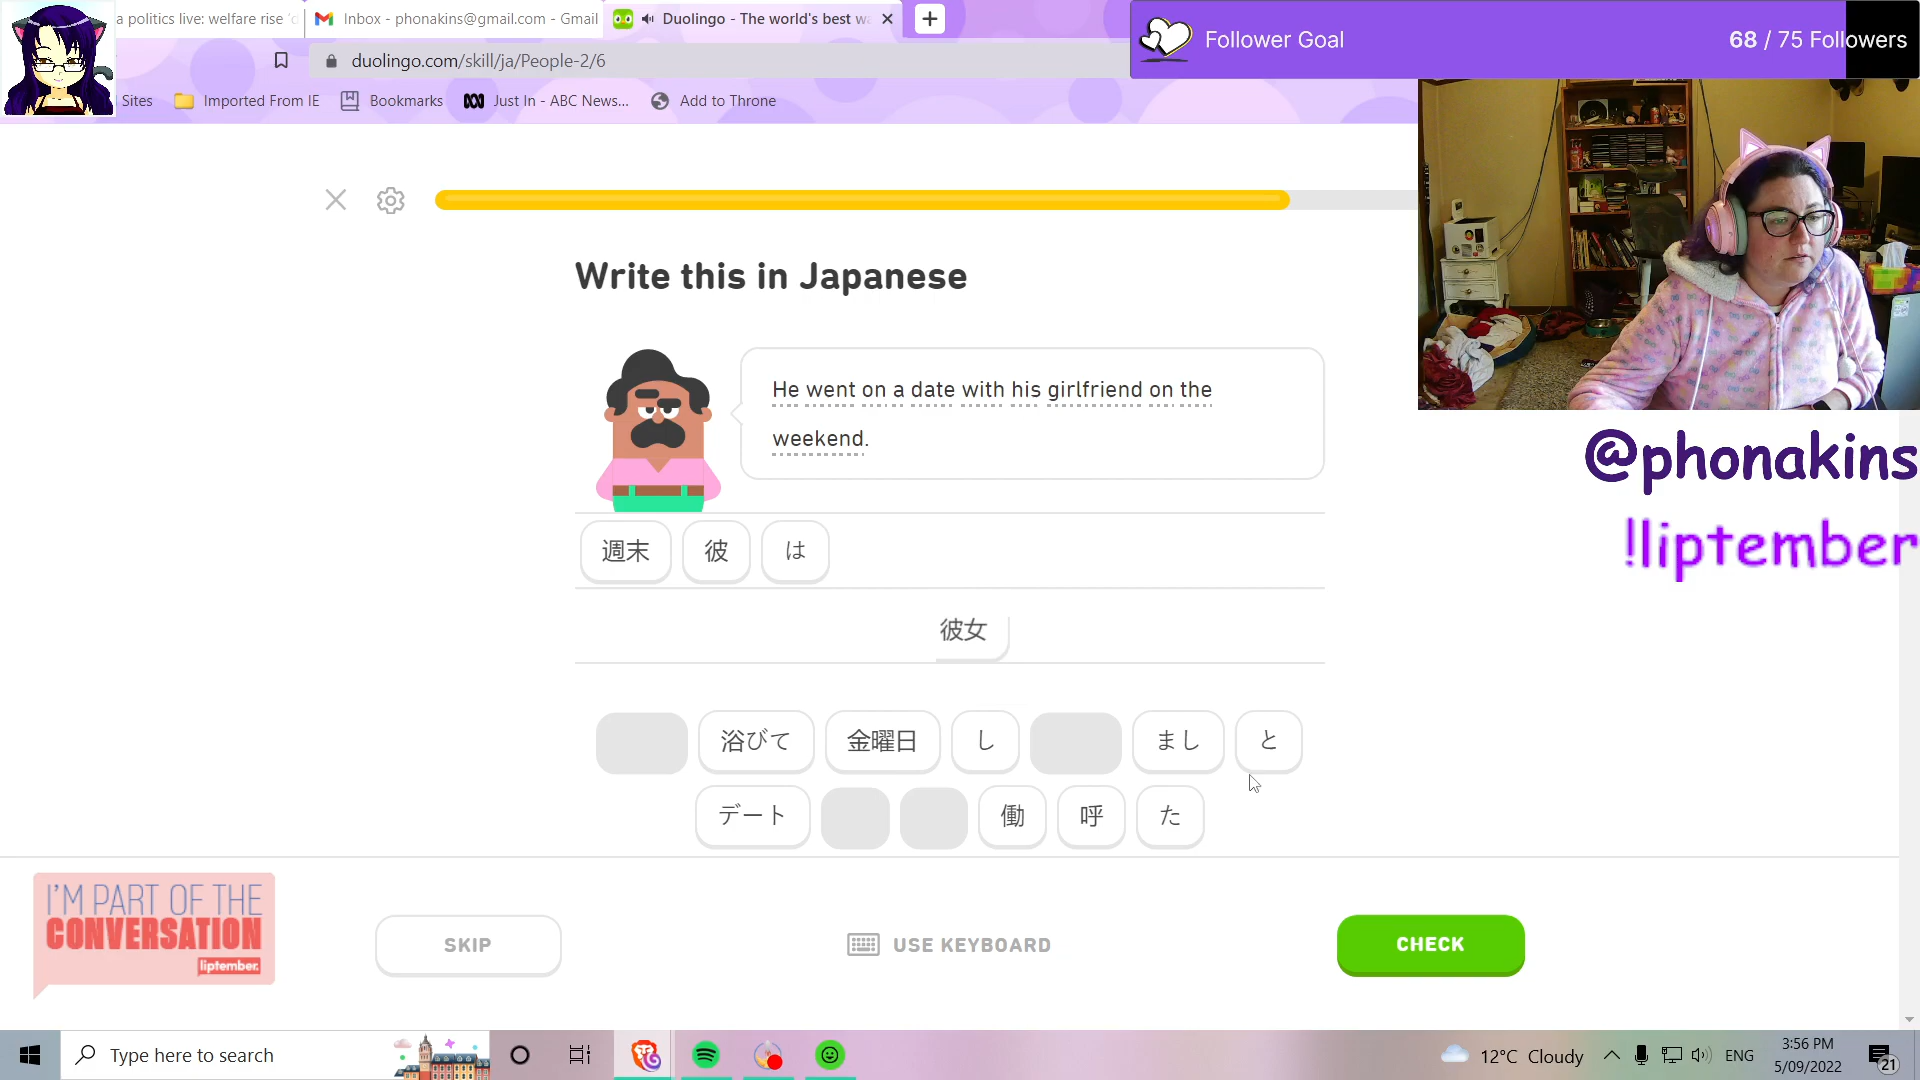 a politics live: welfare rise 'd
Inbox - phonakins@gmail.com - Gmail
Duolingo - The world's best wa
Follower Goal
68 / 75 Followers
duolingo.com/skill/ja/People-2/6
Sites
Imported From IE
Bookmarks
Just In - ABC News...
Add to Throne
Write this in Japanese
He went on a date with his girlfriend on the
weekend.
@phonakins
!liptember
週末 彼 は
彼女
浴びて 金曜日 し まし と
デート 働 呼 た
I'M PART OF THE
CONVERSATION
liptember.
SKIP
USE KEYBOARD
CHECK
Type here to search
12°C Cloudy
ENG
3:56 PM
5/09/2022
21